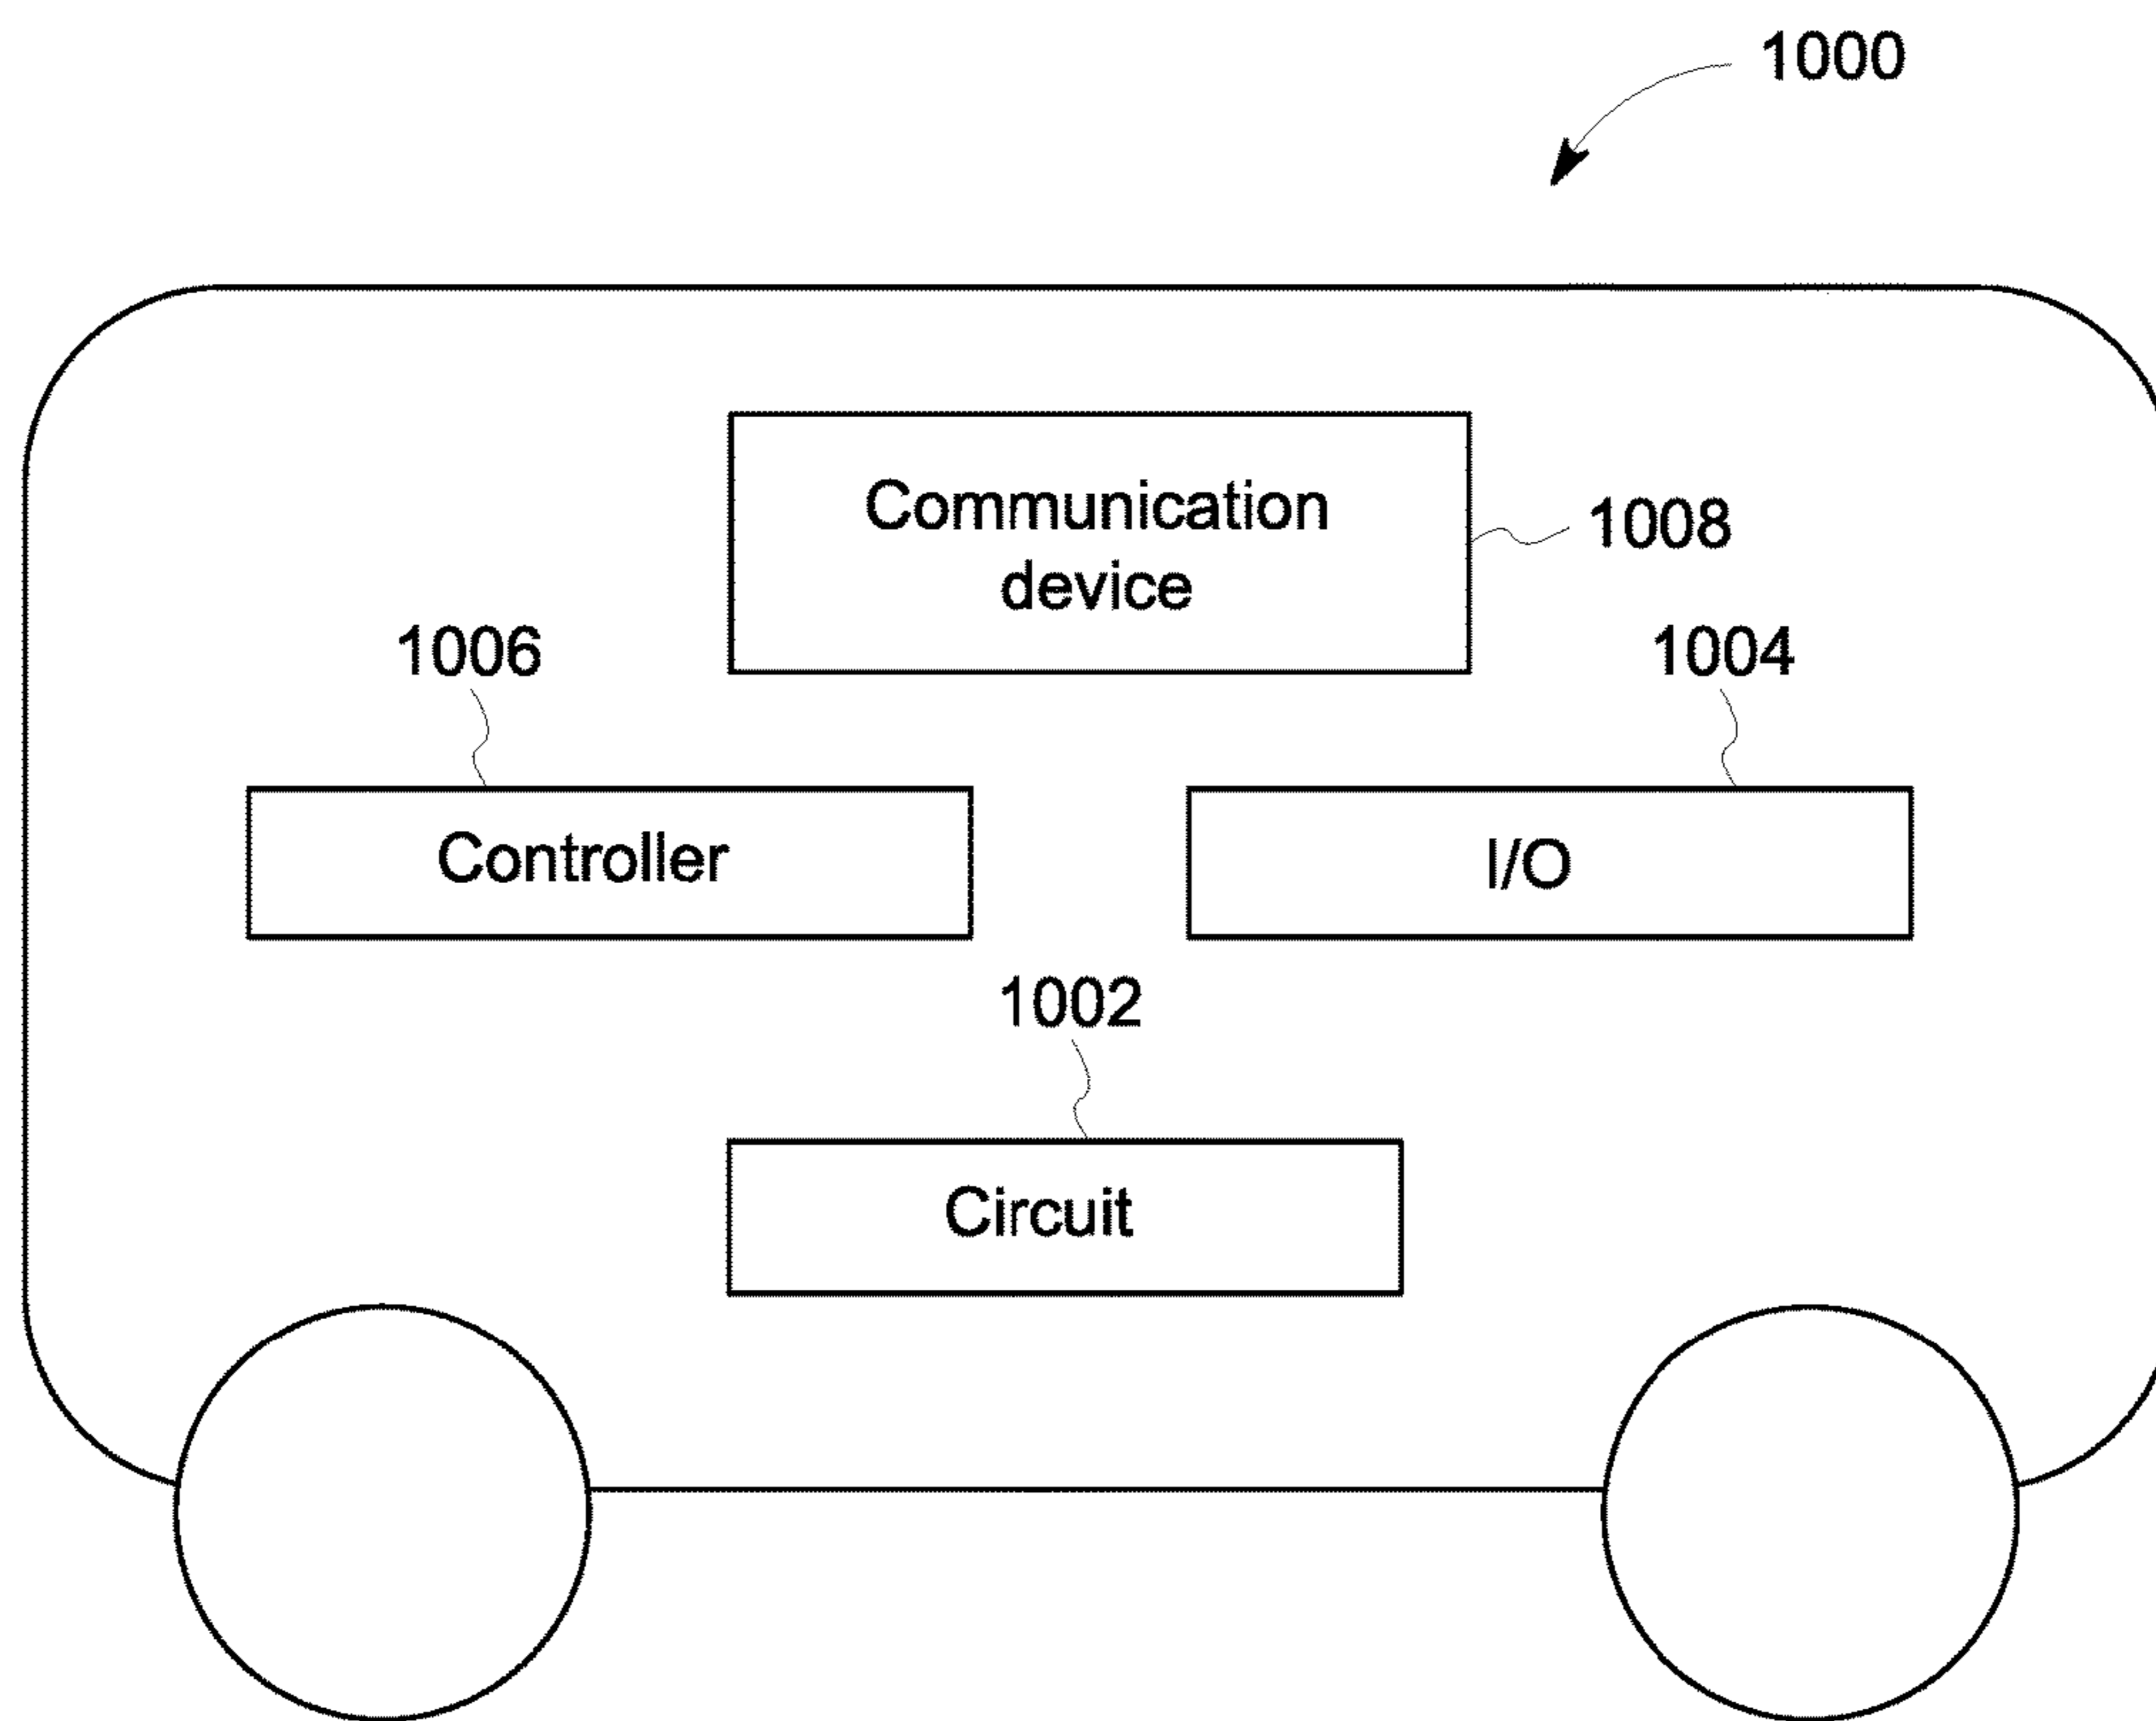 1000
Communication
device
1008
1006
1004
Controller
I/O
1002
Circuit